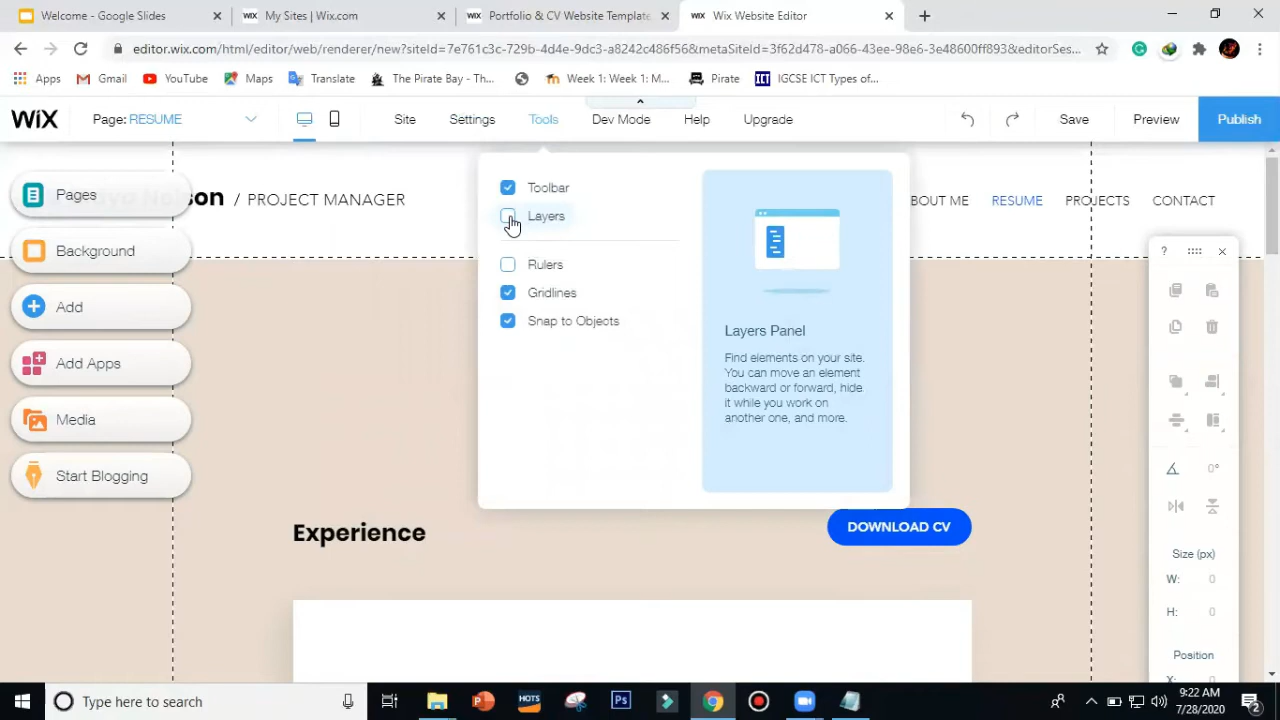 Welcome - Google Slides
My Sites | Wix.com
Portfolio & CV Website Template
Wix Website Editor
editor.wix.com/html/editor/web/renderer/new?siteId=7e761c3c-729b-4d4e-9dc3-a8242c486f56&metaSiteId=3f62d478-a066-43ee-98e6-3e48600ff893&editorSes...
Apps
Gmail
YouTube
Maps
Translate
The Pirate Bay - Th...
Week 1: Week 1: M...
Pirate
ICT
IGCSE ICT Types of...
WiX
Page: RESUME
Site
Settings
Tools
Dev Mode
Help
Upgrade
Save
Preview
Publish
Pages
/ PROJECT MANAGER
RESUME
PROJECTS
CONTACT
Background
Add
Add Apps
Media
Start Blogging
Toolbar
Layers
Rulers
Gridlines
Snap to Objects
Layers Panel
Find elements on your site.
You can move an element
backward or forward, hide
it while you work on
another one, and more.
Experience
DOWNLOAD CV
?
0°
Size (px)
W: 0
H: 0
Position
X:
Type here to search
HOTS
Ps
9:22 AM
7/28/2020
2